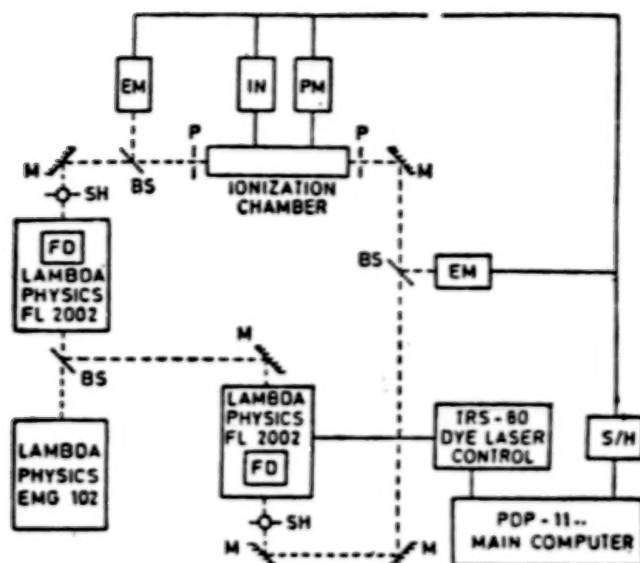 EM
IN
PM
P
P
M
BS
IONIZATION
CHAMBER
M
SH
FD
LAMBDA
PHYSICS
FL 2002
BS
EM
BS
M
LAMBDA
PHYSICS
EMG 102
LAMBDA
PHYSICS
FL 2002
FD
TRS-80
DYE LASER
CONTROL
S/H
SH
PDP-11..
MAIN COMPUTER
M
M